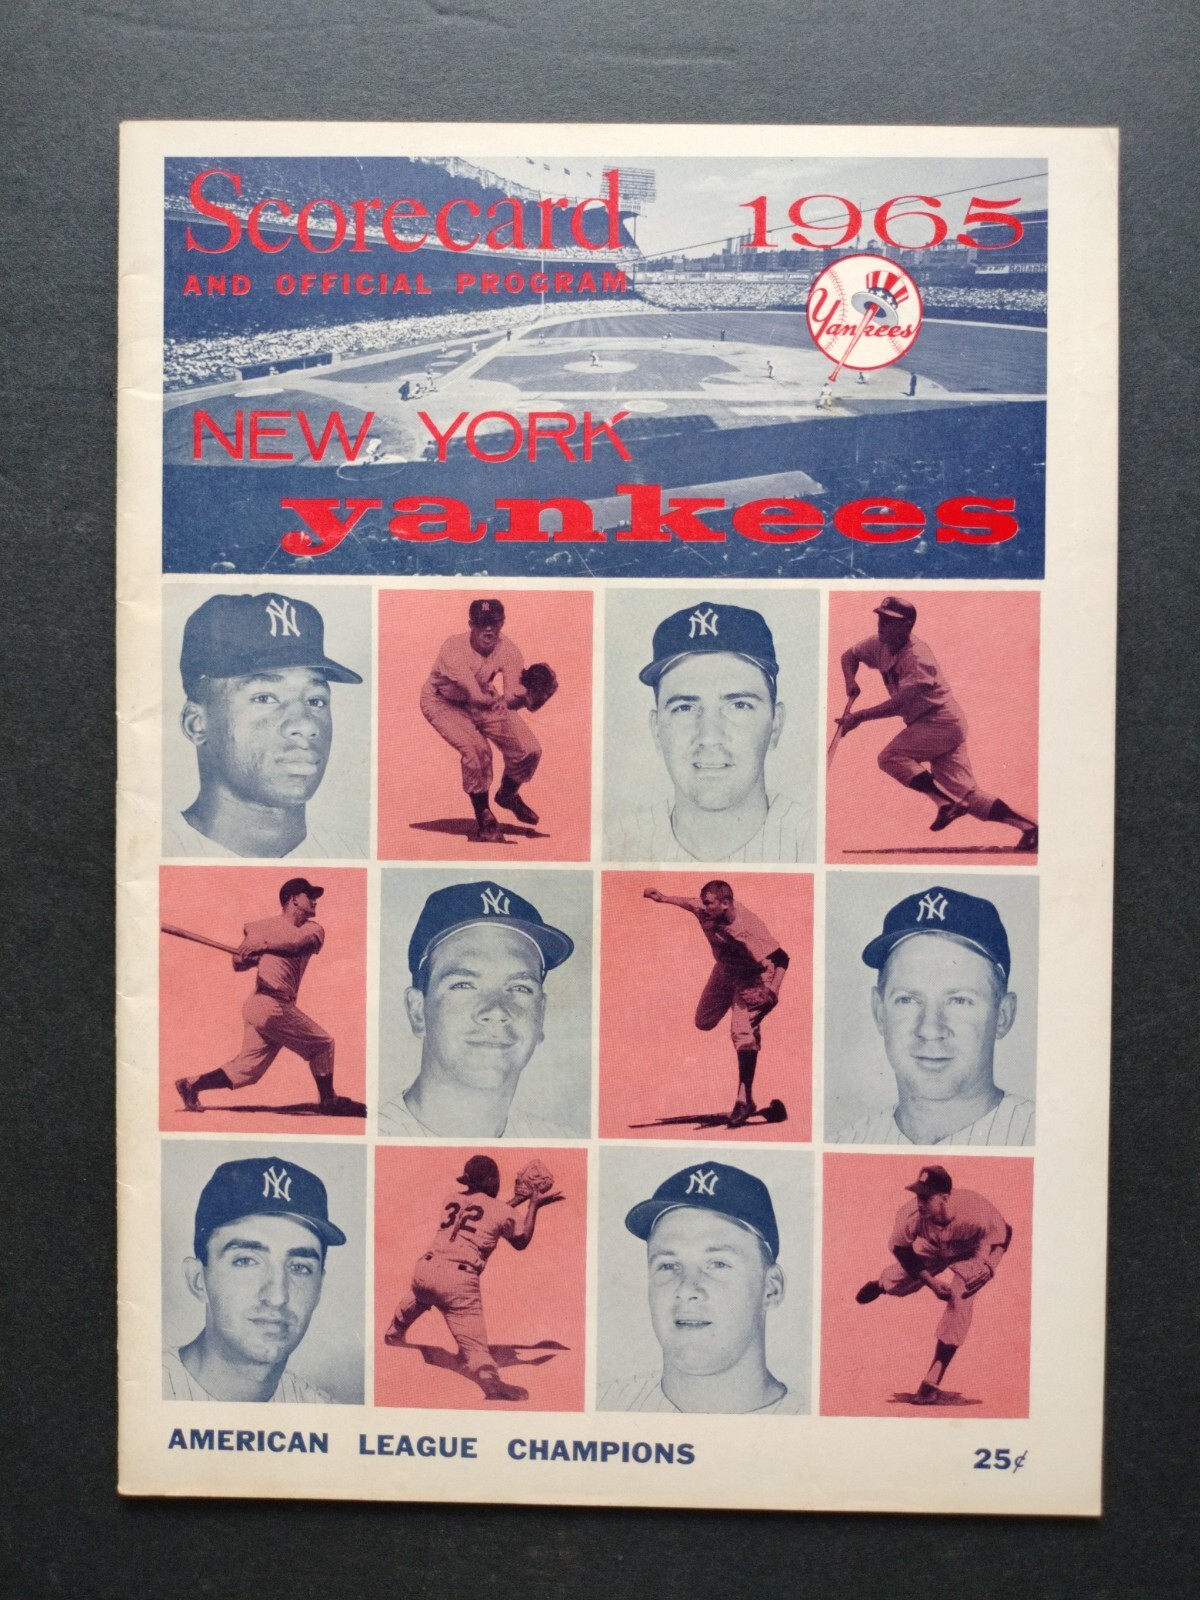 Scorecard 1965
AND OFFICIAL PROGRAM
Yankees
NEW YORK
yankees
NY
NY
NY
NY
NY
32
NY
AMERICAN LEAGUE CHAMPIONS 25¢